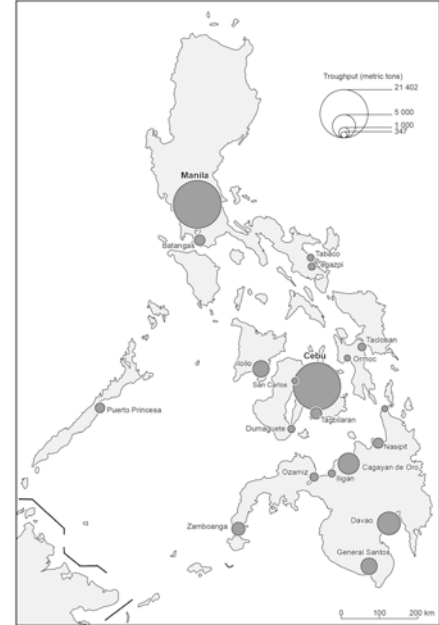 Troughput (metric tons)
21 402
5 000
1 000
347
Manila
Batangas
Tabaco
Legazpi
Tacloban
Ormoc
Cebu
Iloilo
San Carlos
Tagbilaran
Dumaguete
Puerto Princesa
Nasipit
Cagayan de Oro
Ozamiz
Iligan
Zamboanga
Davao
General Santos
0 100 200 km